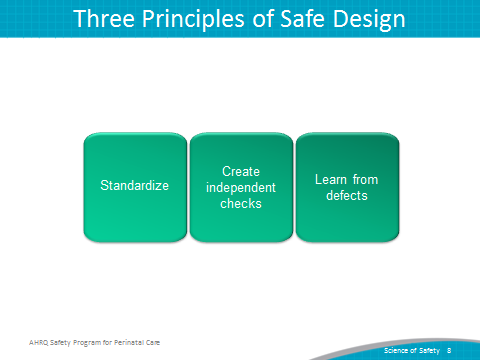 Three Principles of Safe Design
Standardize
Create
independent
checks
Learn from
defects
AHRQ Safety Program for Perinatal Care
Science of Safety 8